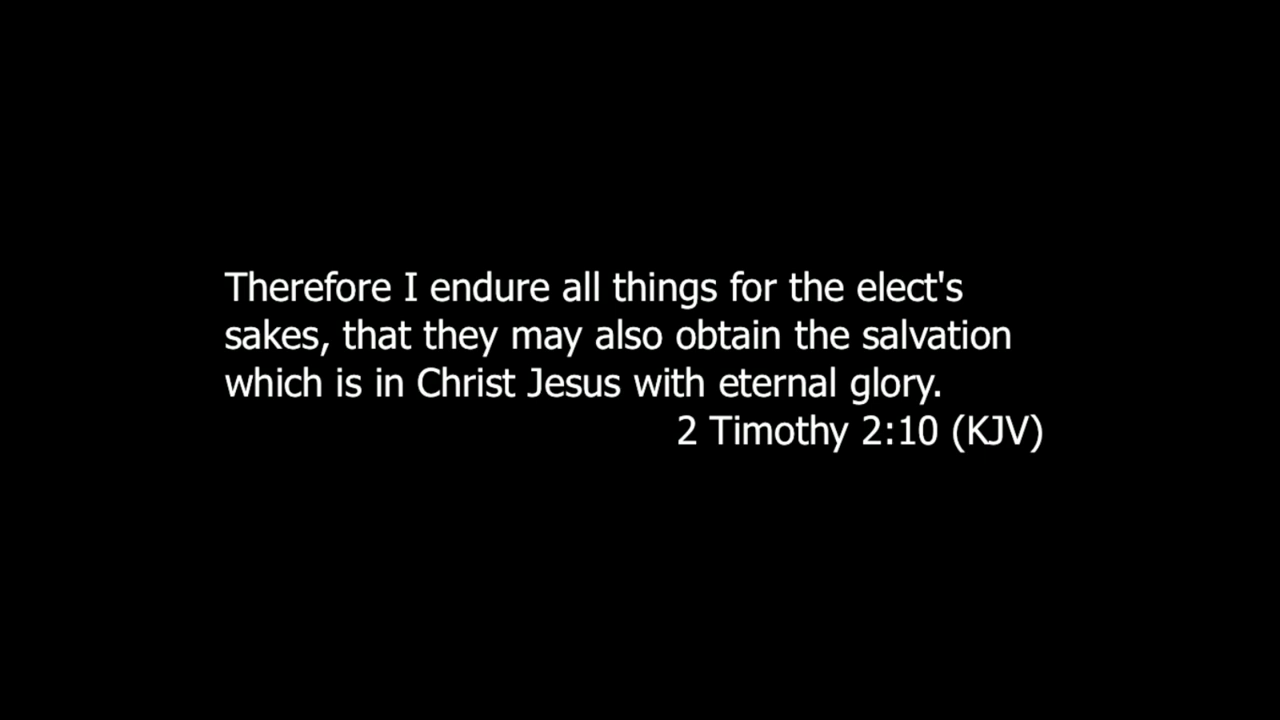 Therefore I endure all things for the elect's
sakes, that they may also obtain the salvation
which is in Christ Jesus with eternal glory.
2 Timothy 2:10 (KJV)